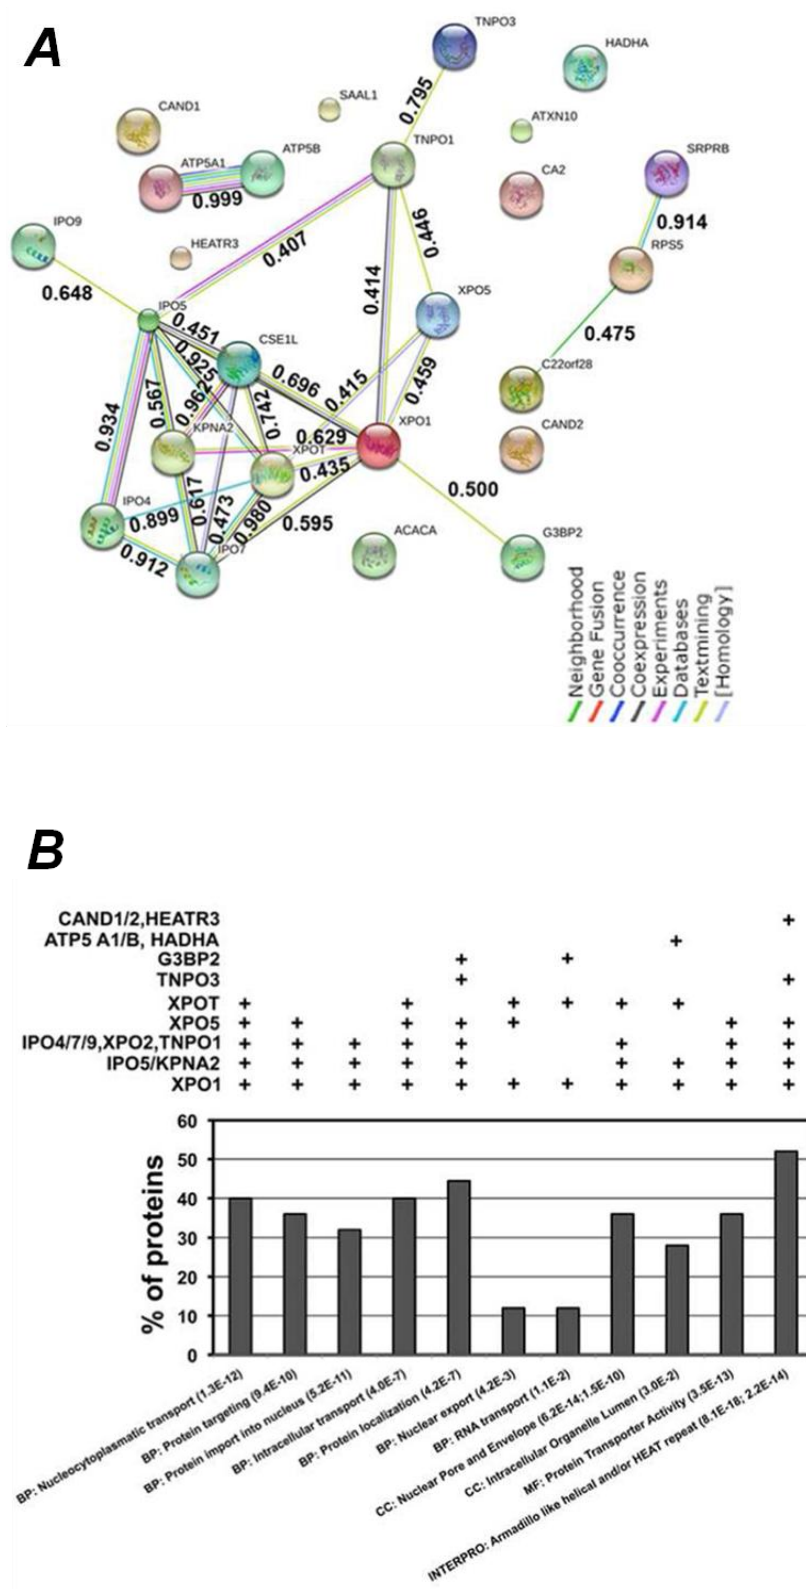 A
TNPO3
HADHA
0.795
SAAL1
CAND1
ATXN10
TNPO1
ATP5B
SRPRB
ATP5A1
CA2
0.999
0.914
IPO9
0.446
HEATR3
0.407
RPS5
0.648
0.414
XPO5
IPO5
0.451
0.475
CSE1L
0.925
C22orf28
0.696
0.415
0.459
0.567
0.962
0.742
0.934
XPO1
KPNA2
0.629
CAND2
XPOT
0.435
0.500
IPO4
0.617
0.899
0.473
0.980
0.595
ACACA
G3BP2
0.912
IPO7
Neighborhood
Gene Fusion
Cooccurrence
Coexpression
Experiments
Databases
Textmining
[Homology]
B
CAND1/2,HEATR3 +
ATP5 A1/B, HADHA +
G3BP2 + +
TNPO3 + +
XPOT + + + + + +
XPO5 + + + + + + +
IPO4/7/9,XPO2,TNPO1 + + + + + + + +
IPO5/KPNA2 + + + + + + + + +
XPO1 + + + + + + + + + + +
% of proteins
60
50
40
30
20
10
0
BP: Nucleocytoplasmatic transport (1.3E-12)
BP: Protein targeting (9.4E-10)
BP: Protein import into nucleus (5.2E-11)
BP: Intracellular transport (4.0E-7)
BP: Protein localization (4.2E-7)
BP: Nuclear export (4.2E-3)
BP: RNA transport (1.1E-2)
CC: Nuclear Pore and Envelope (6.2E-14;1.5E-10)
CC: Intracellular Organelle Lumen (3.0E-2)
MF: Protein Transporter Activity (3.5E-13)
INTERPRO: Armadillo like helical and/or HEAT repeat (8.1E-18; 2.2E-14)